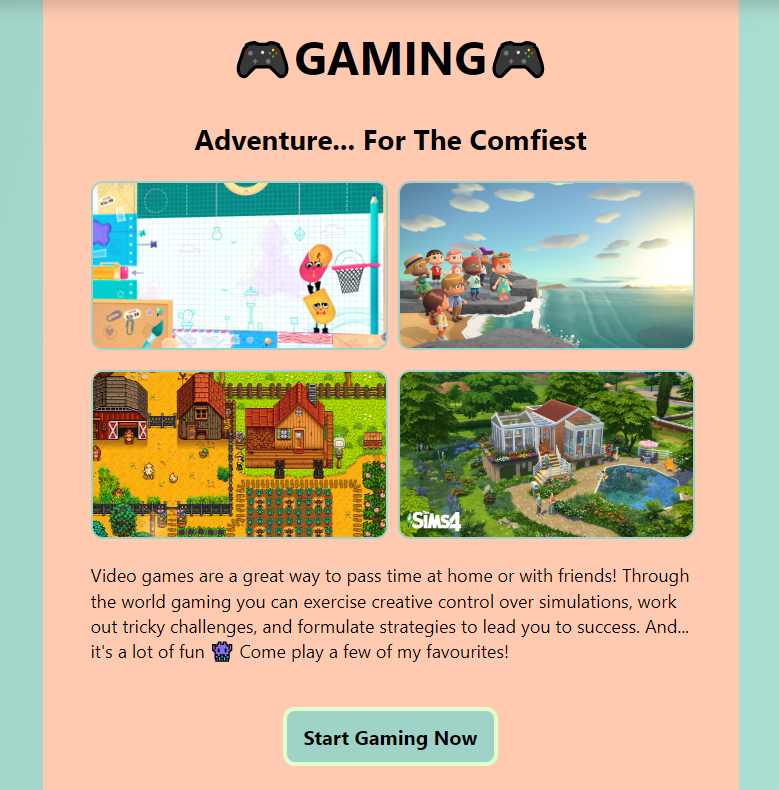 🎮GAMING🎮
Adventure... For The Comfiest
THE SIMS4
Video games are a great way to pass time at home or with friends! Through
the world gaming you can exercise creative control over simulations, work
out tricky challenges, and formulate strategies to lead you to success. And...
it's a lot of fun 👾 Come play a few of my favourites!
Start Gaming Now